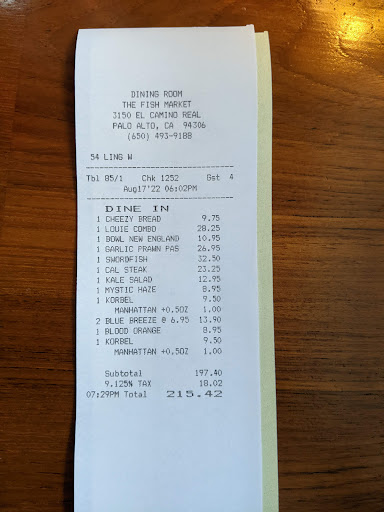 DINING ROOM
THE FISH MARKET
3150 EL CAMINO REAL
PALO ALTO, CA 94306
(650) 493-9188
54 LING W
Tbl 85/1 Chk 1252 Gst 4
Aug17'22 06:02PM
DINE IN
1 CHEEZY BREAD 9.75
1 LOUIE COMBO 28.25
1 BOWL NEW ENGLAND 10.95
1 GARLIC PRAWN PAS 26.95
1 SWORDFISH 32.50
1 CAL STEAK 23.25
1 KALE SALAD 12.95
1 MYSTIC HAZE 8.95
1 KORBEL 9.50
MANHATTAN +0.5OZ 1.00
2 BLUE BREEZE @ 6.95 13.90
1 BLOOD ORANGE 8.95
1 KORBEL 9.50
MANHATTAN +0.5OZ 1.00
Subtotal 197.40
9.125% TAX 18.02
07:29PM Total 215.42